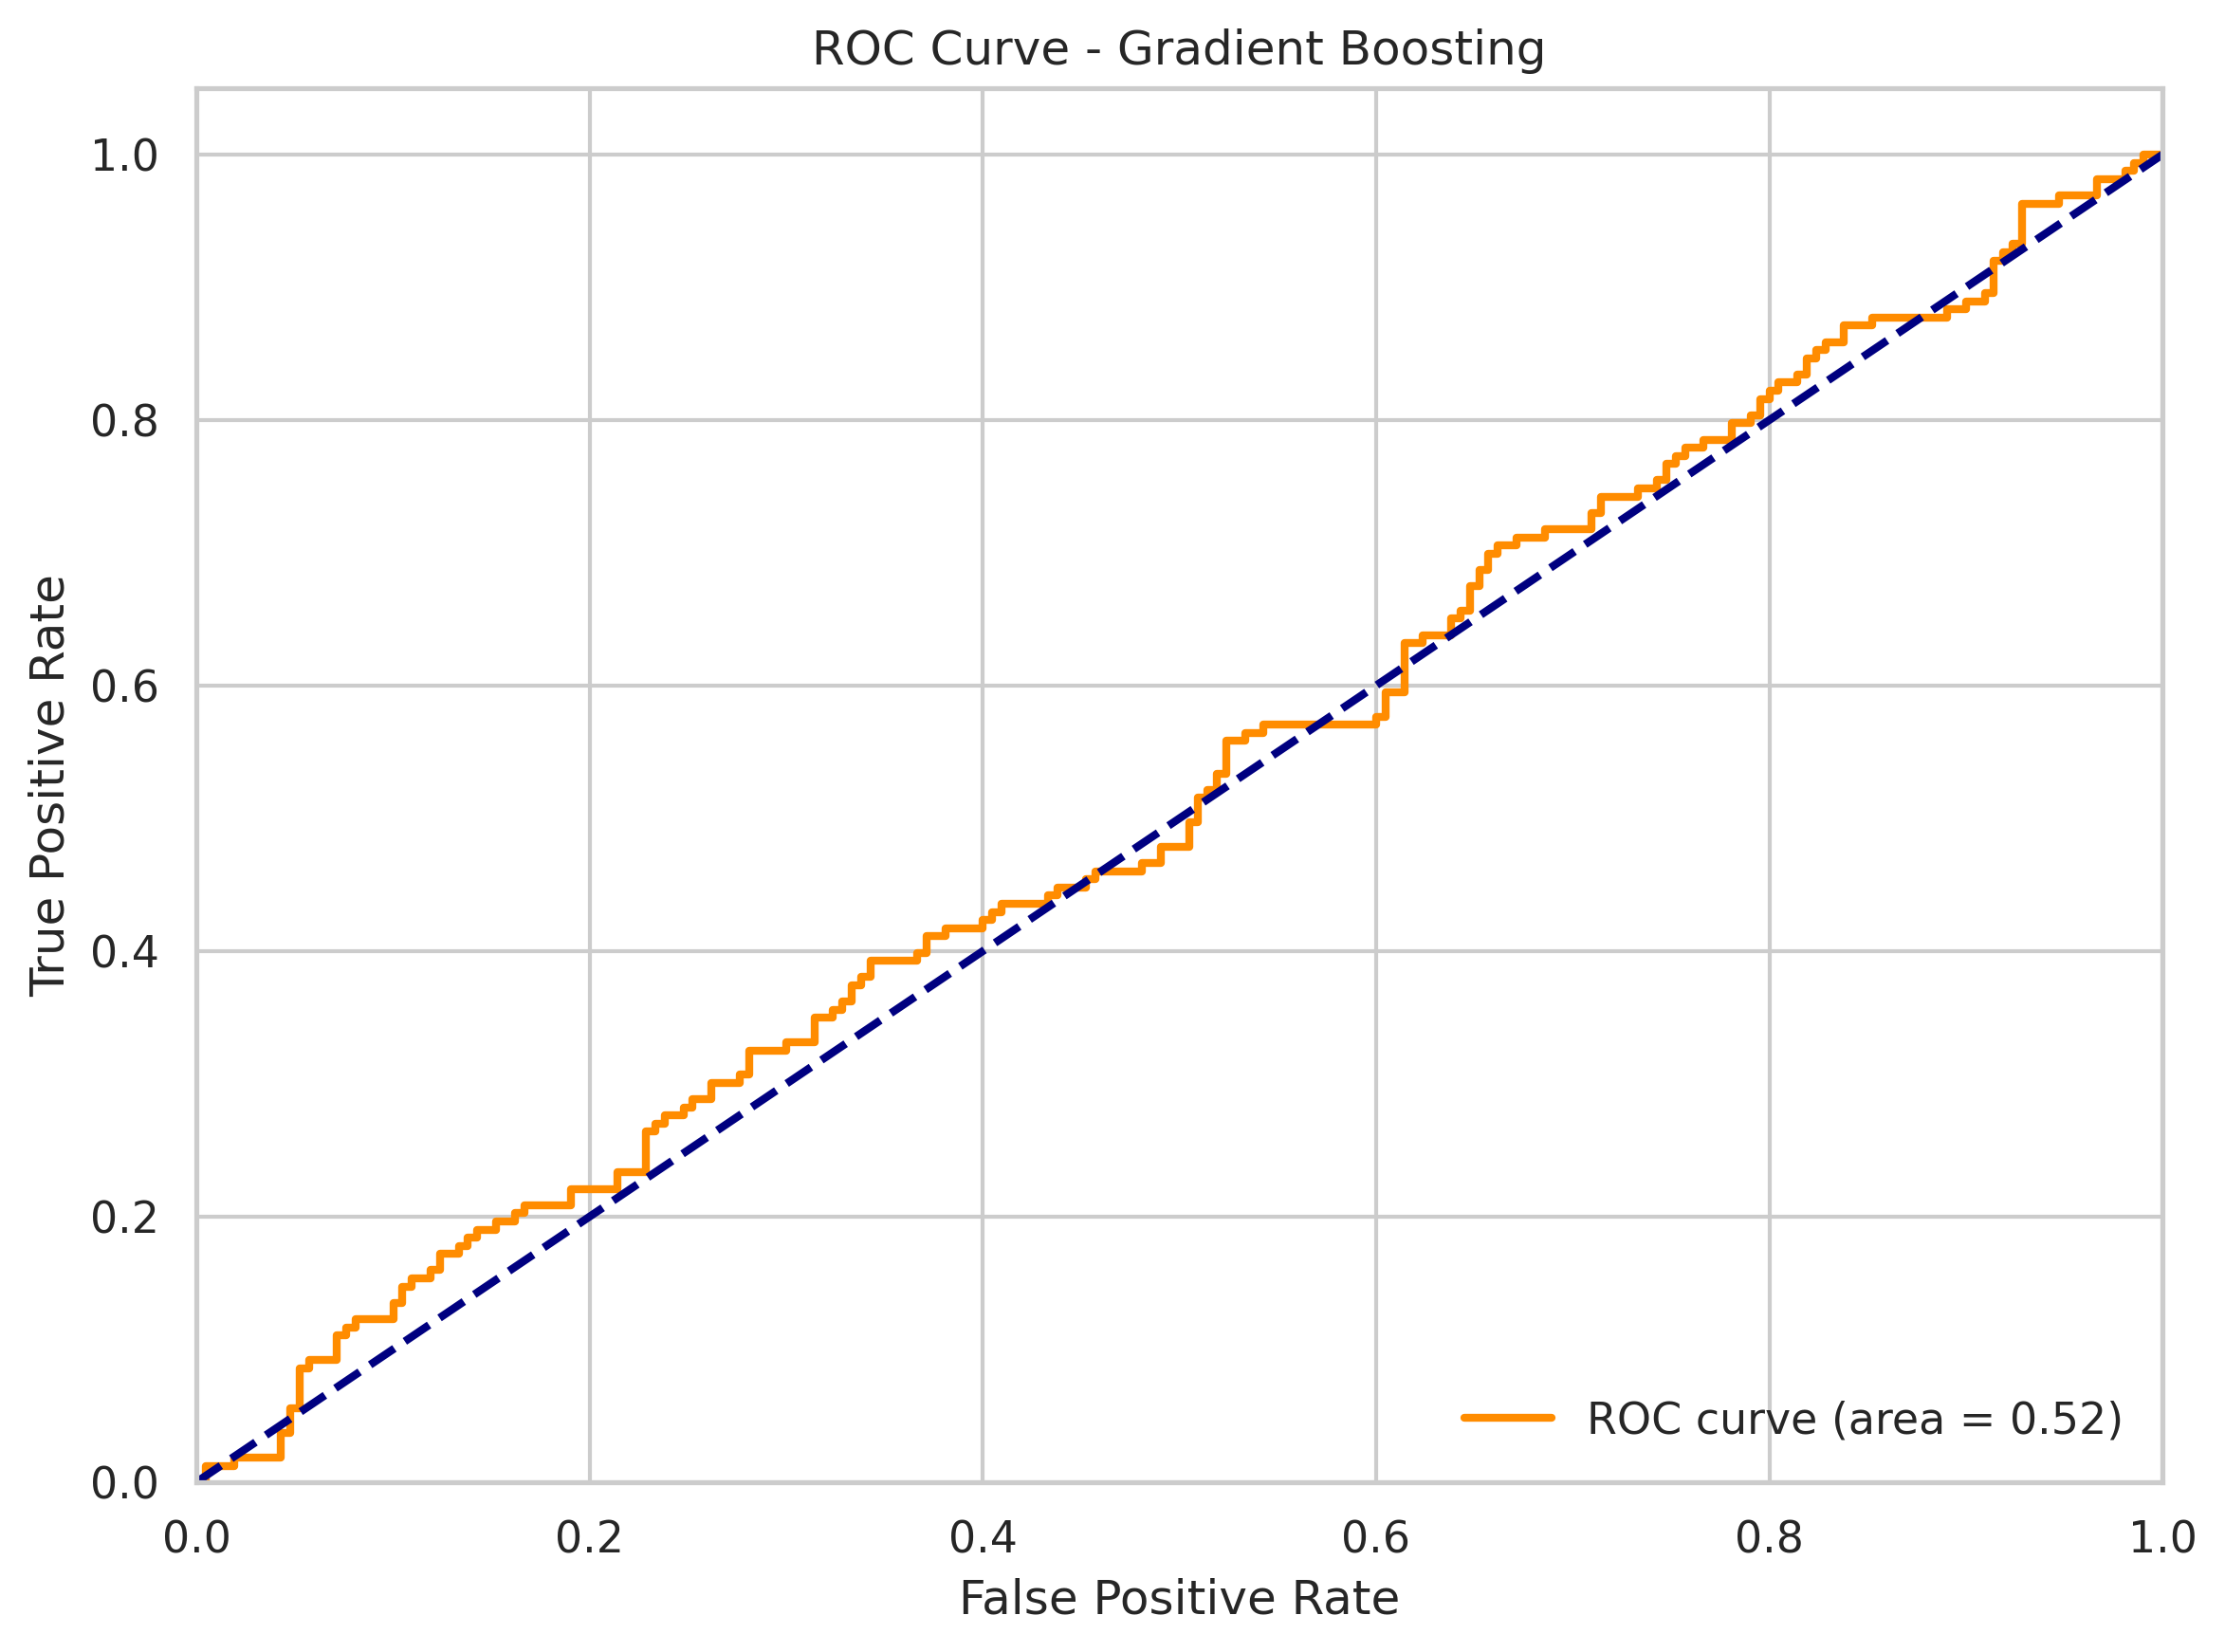 ROC Curve - Gradient Boosting
1.0
0.8
0.6
0.4
0.2
0.0
True Positive Rate
ROC curve (area = 0.52)
0.0 0.2 0.4 0.6 0.8 1.0
False Positive Rate